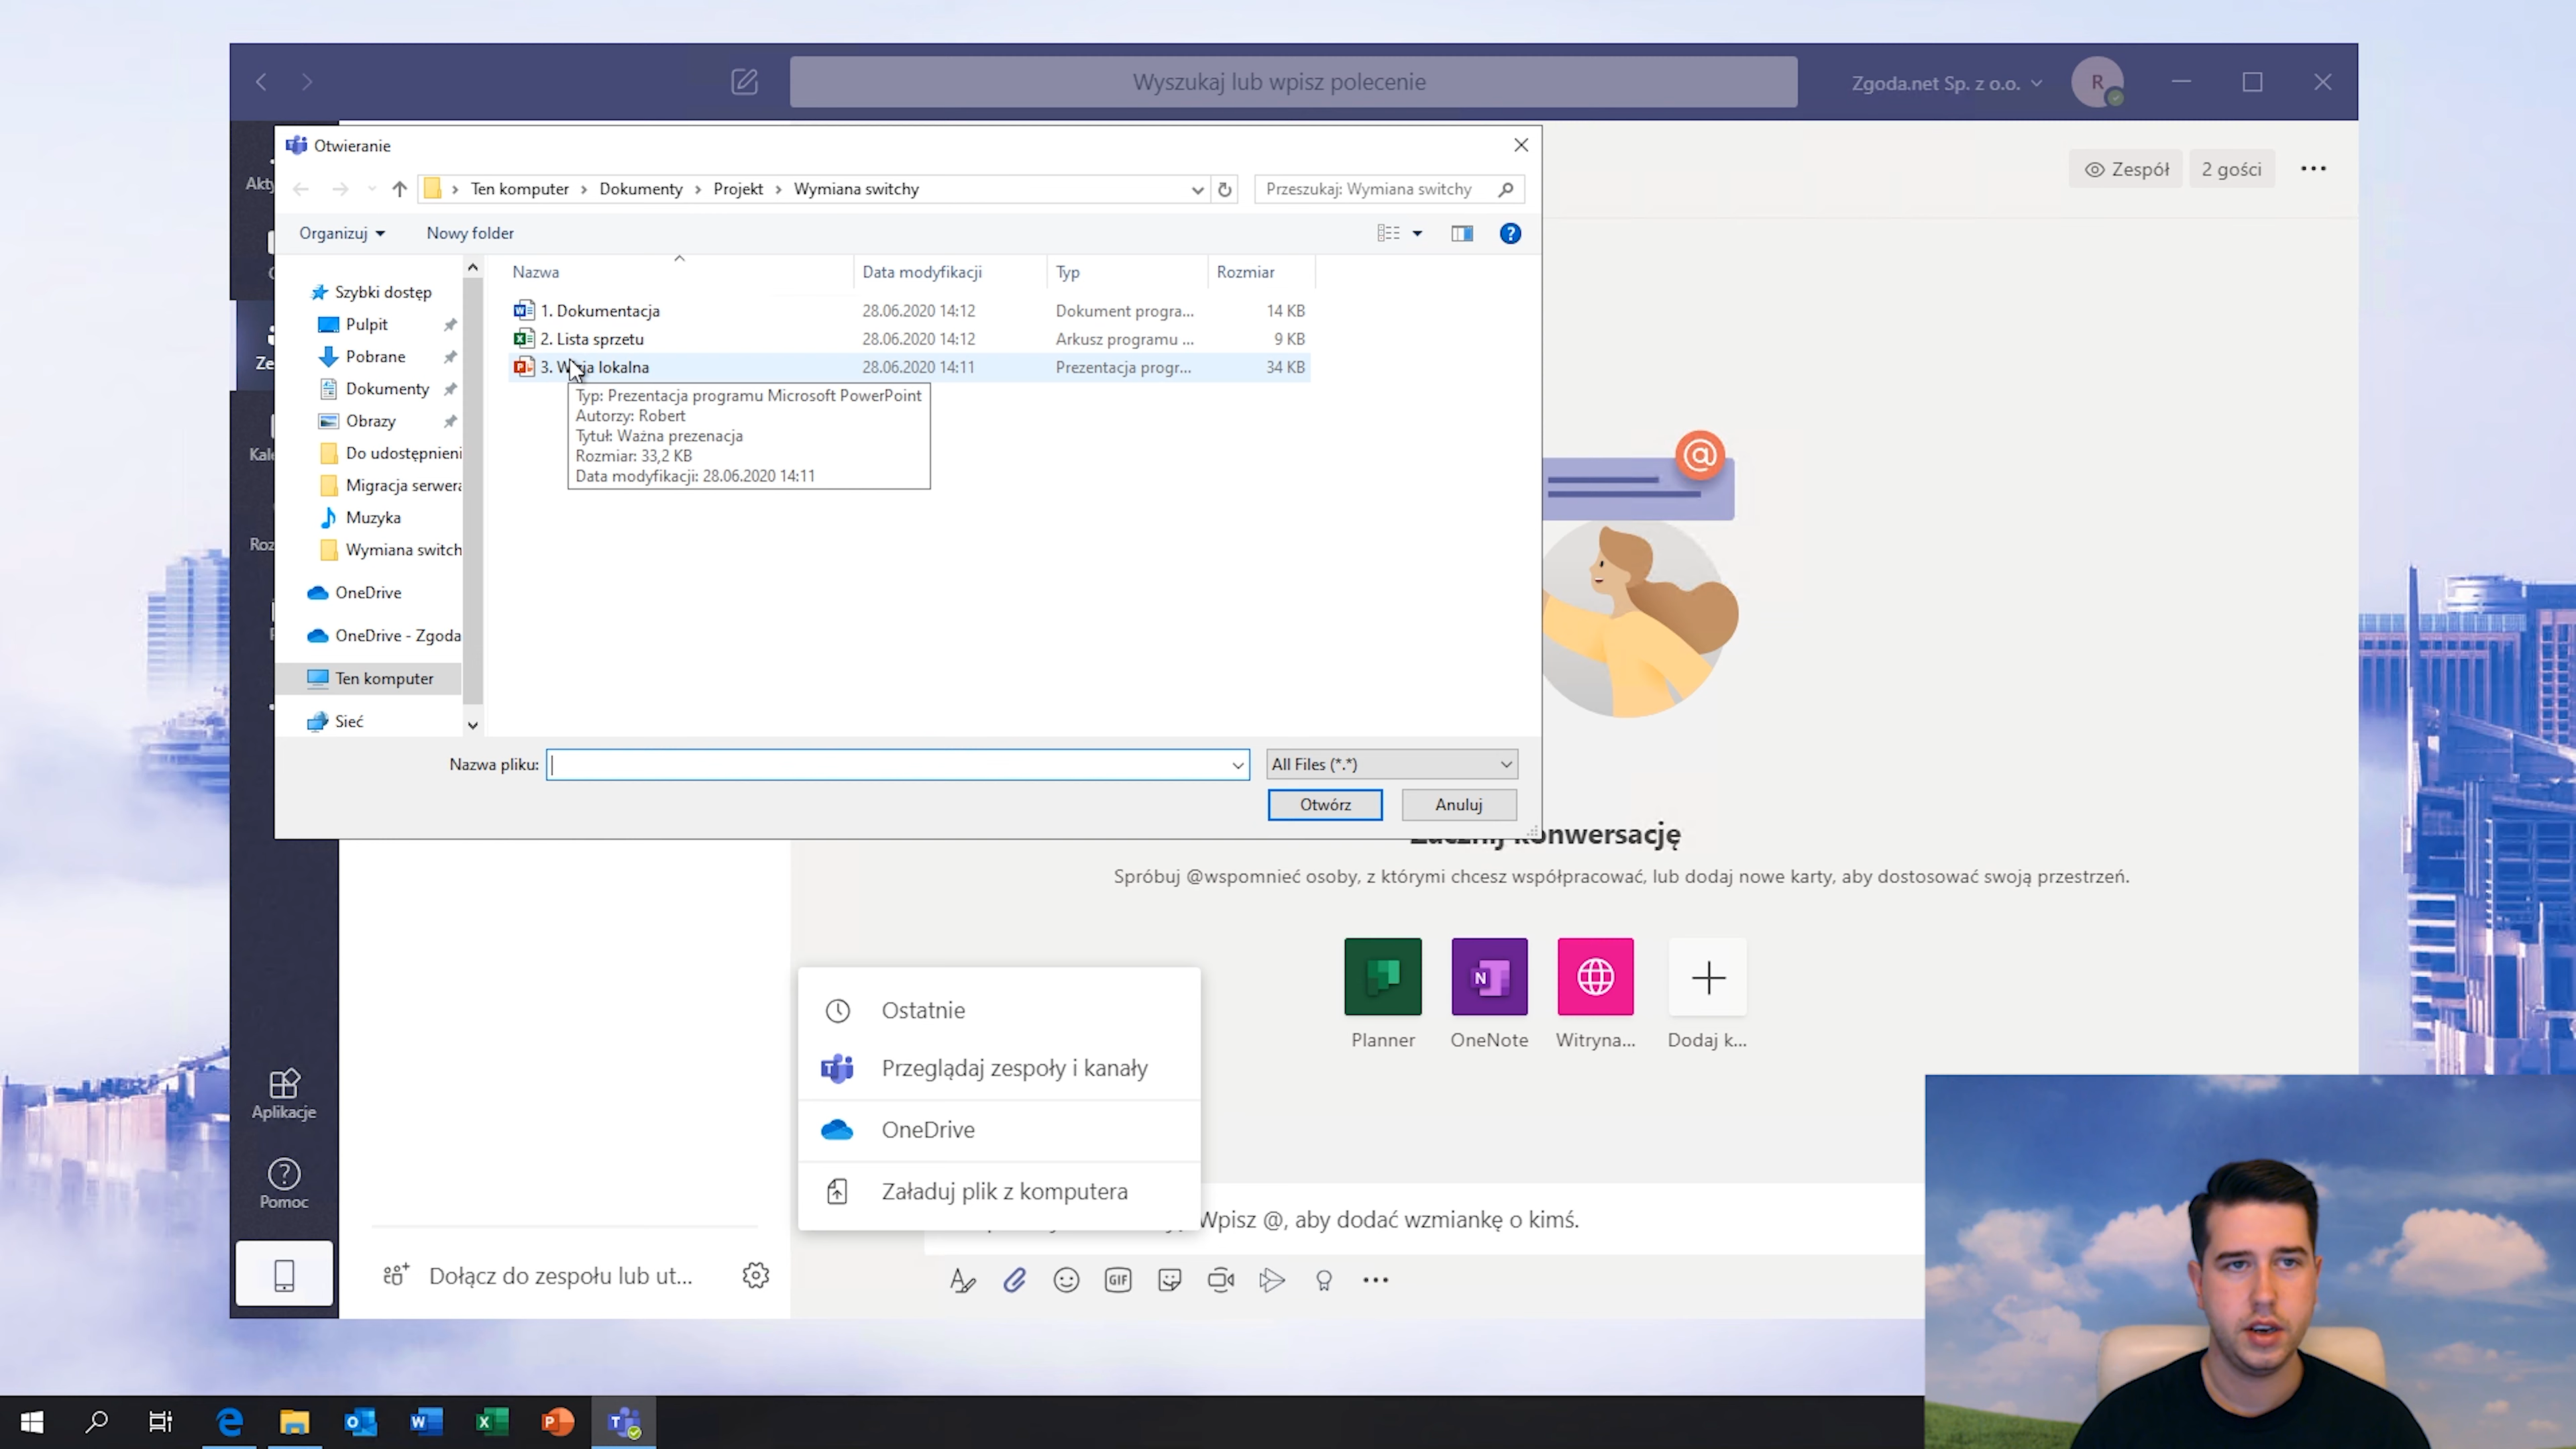 Wyszukaj lub wpisz polecenie
Zgoda.net Sp. z o.o.
R
Otwieranie
Ten komputer
Dokumenty
Projekt
Wymiana switchy
Przeszukaj: Wymiana switchy
Zespół
2 gości
Organizuj
Nowy folder
Nazwa
Data modyfikacji
Typ
Rozmiar
Szybki dostęp
Pulpit
Pobrane
Dokumenty
Obrazy
Do udostępnieni
Migracja serwera
Muzyka
Wymiana switch
OneDrive
OneDrive - Zgoda
Ten komputer
Sieć
1. Dokumentacja 28.06.2020 14:12 Dokument progra... 14 KB
2. Lista sprzetu 28.06.2020 14:12 Arkusz programu ... 9 KB
3. lokalna 28.06.2020 14:11 Prezentacja progr... 34 KB
Typ: Prezentacja programu Microsoft PowerPoint
Autorzy: Robert
Tytuł: Ważna prezenacja
Rozmiar: 33,2 KB
Data modyfikacji: 28.06.2020 14:11
Nazwa pliku:
All Files (*.*)
Otwórz
Anuluj
Akty
Ze
Kale
Roz
konwersację
Spróbuj @wspomnieć osoby, z którymi chcesz współpracować, lub dodaj nowe karty, aby dostosować swoją przestrzeń.
Planner
OneNote
Witryna...
Dodaj k...
Ostatnie
Przeglądaj zespoły i kanały
OneDrive
Załaduj plik z komputera
Wpisz @, aby dodać wzmiankę o kimś.
GIF
Aplikacje
Pomoc
Dołącz do zespołu lub ut...